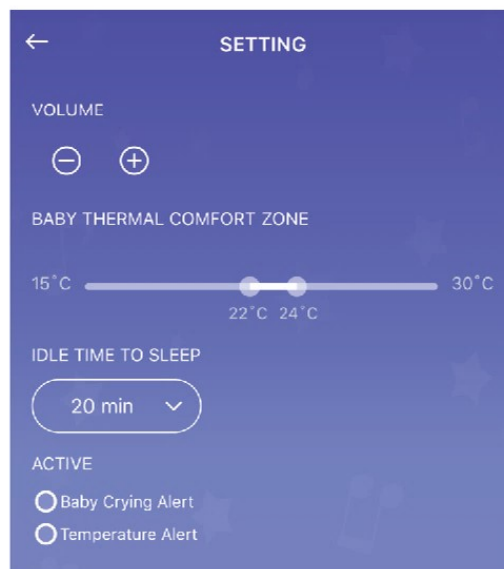 SETTING
VOLUME
BABY THERMAL COMFORT ZONE
15°C 30°C
22°C 24°C
IDLE TIME TO SLEEP
20 min
ACTIVE
Baby Crying Alert
Temperature Alert